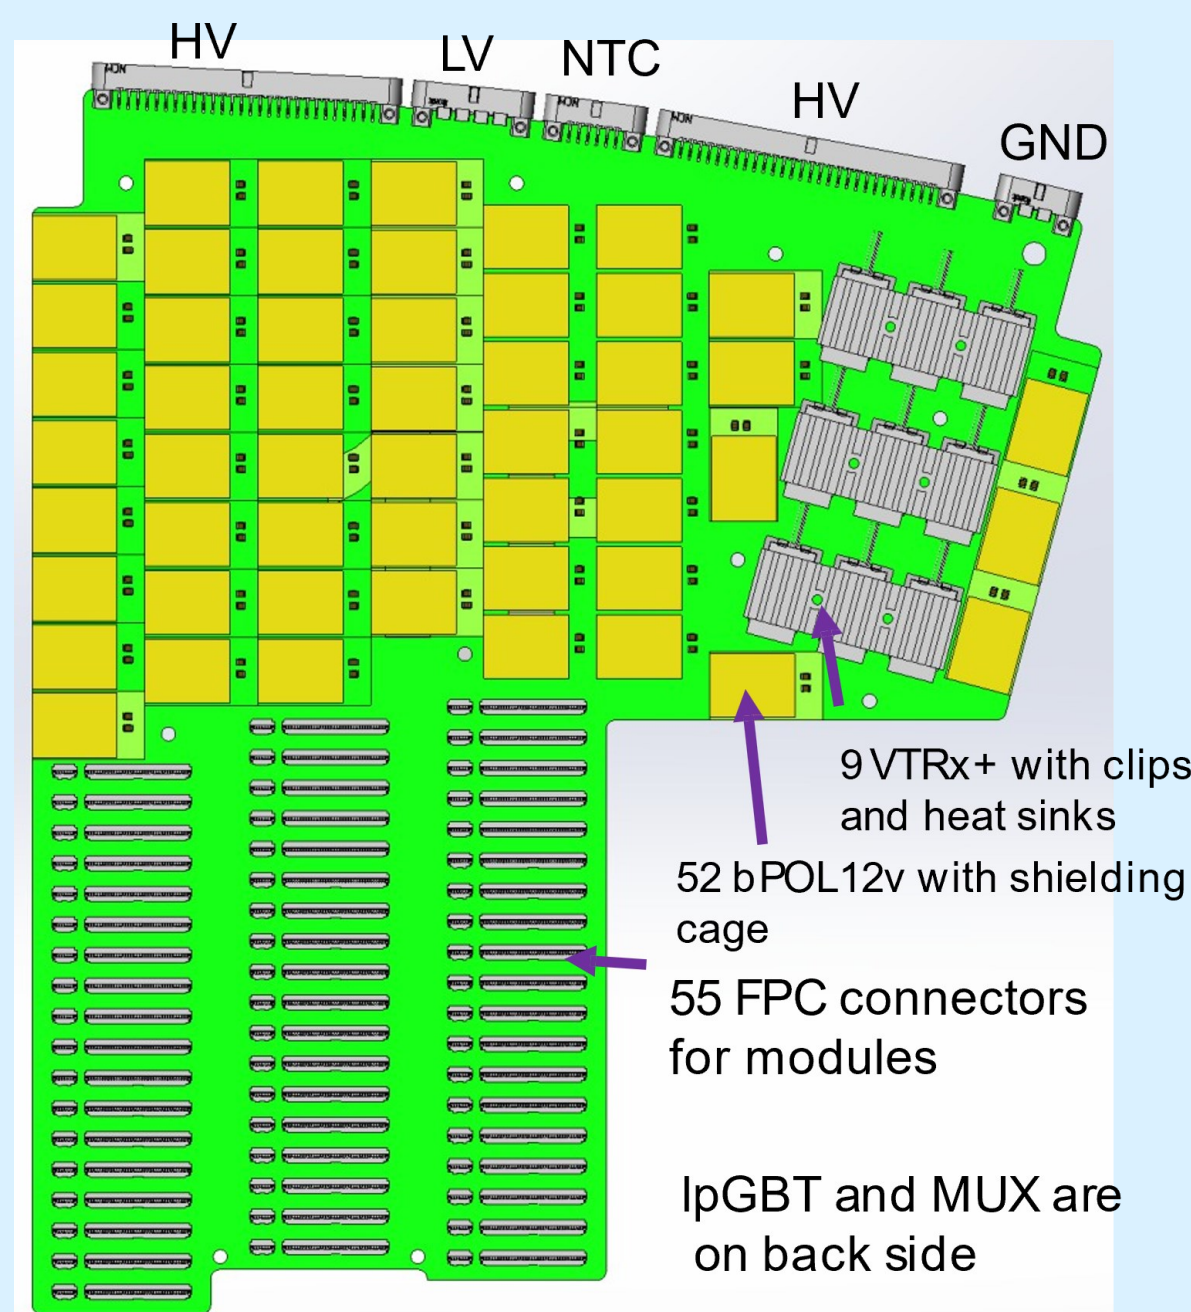 HV
LV
NTC
HV
GND
9 VTRx+ with clips
and heat sinks
52 bPOL12v with shielding
cage
55 FPC connectors
for modules
lpGBT and MUX are
on back side